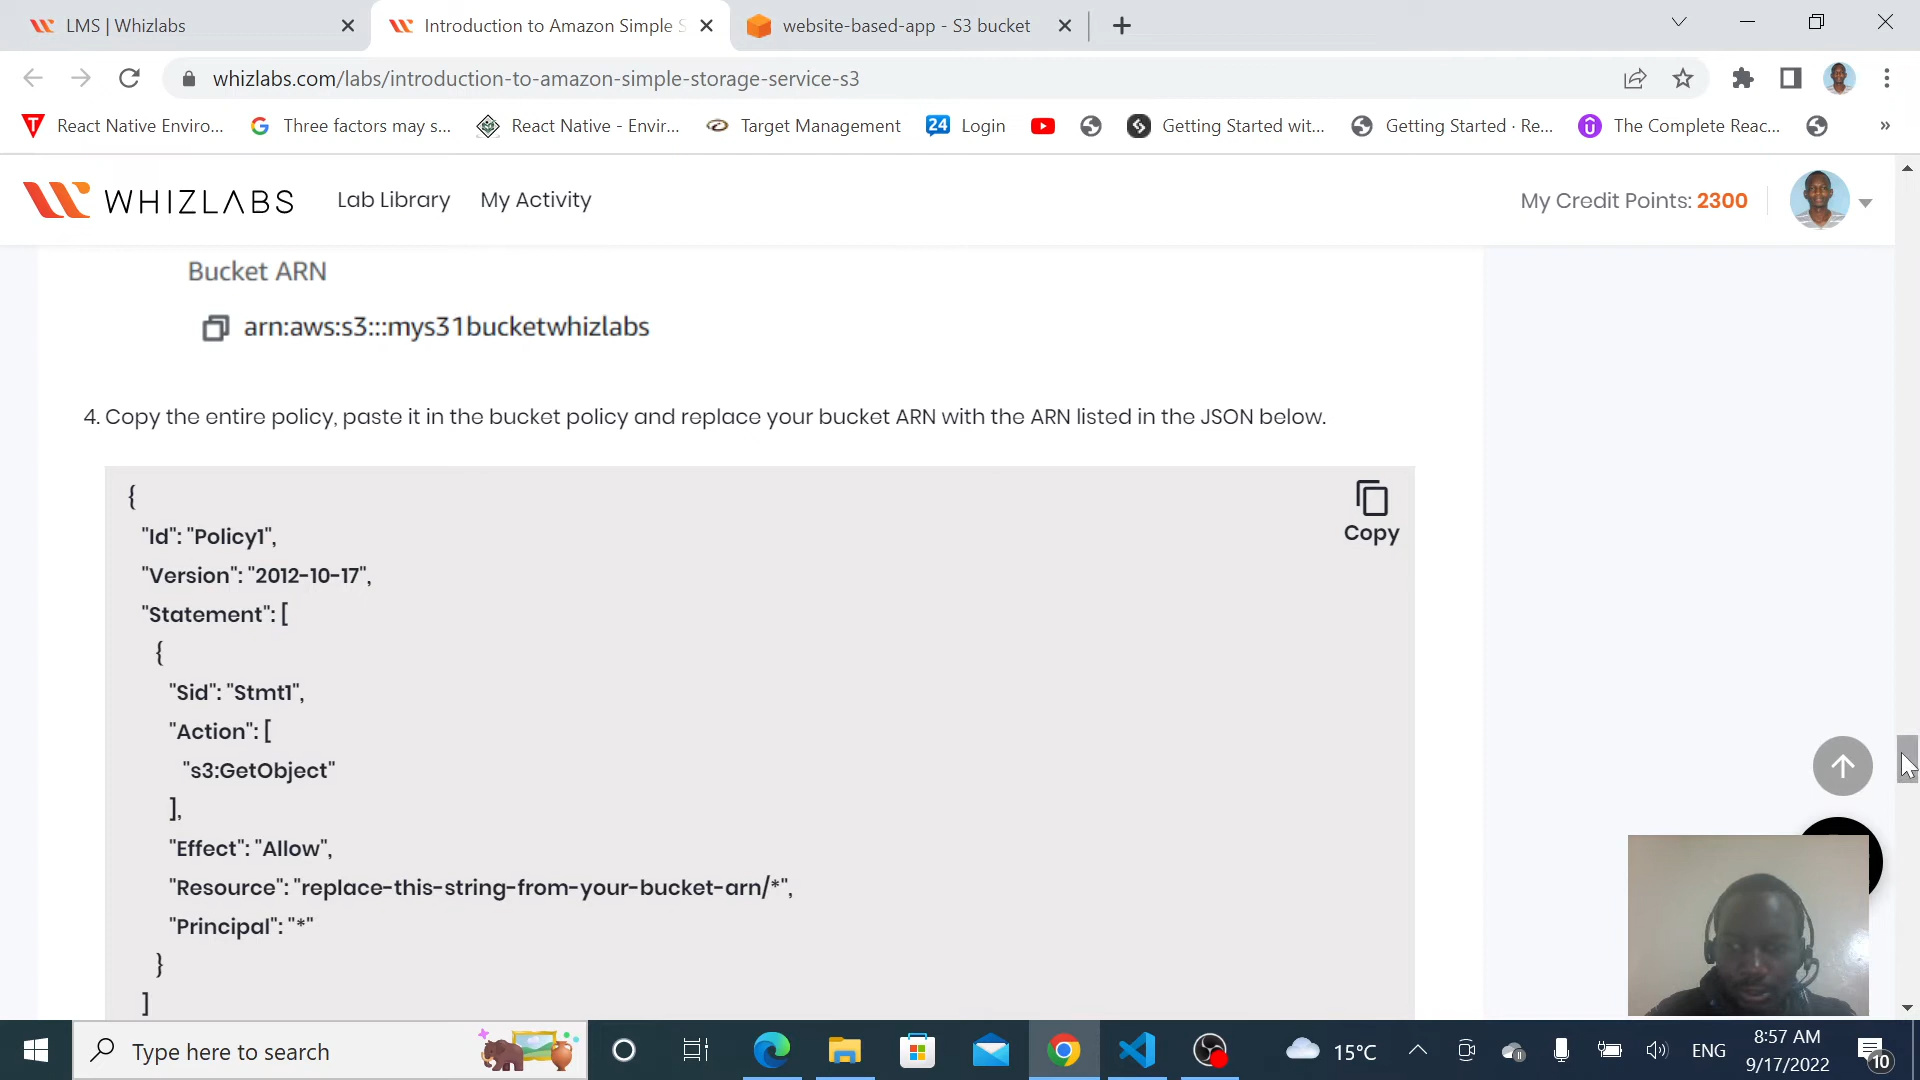 LMS | Whizlabs
Introduction to Amazon Simple S
website-based-app - S3 bucket
whizlabs.com/labs/introduction-to-amazon-simple-storage-service-s3
React Native Enviro...
Three factors may s...
React Native - Envir...
Target Management
24
Login
Getting Started wit...
Getting Started · Re...
The Complete Reac...
»
WHIZLABS
Lab Library
My Activity
My Credit Points: 2300
Bucket ARN
arn:aws:s3:::mys31bucketwhizlabs
4. Copy the entire policy, paste it in the bucket policy and replace your bucket ARN with the ARN listed in the JSON below.
Copy
{
"Id": "Policy1",
"Version": "2012-10-17",
"Statement": [
{
"Sid": "Stmt1",
"Action": [
"s3:GetObject"
],
"Effect": "Allow",
"Resource": "replace-this-string-from-your-bucket-arn/*",
"Principal": "*"
}
]
Type here to search
15°C
ENG
8:57 AM
9/17/2022
10